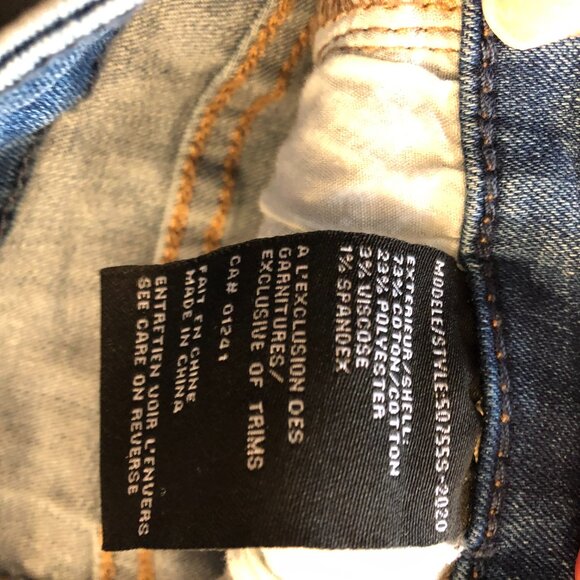 MODELE/STYLE:50755S-2020
EXTERIEUR/SHELL:
73% COTON/COTTON
23% POLYESTER
3% VISCOSE
1% SPANDEX
A L'EXCLUSION DES
GARNITURES/
EXCLUSIVE OF TRIMS
CA# 01241
FAIT EN CHINE
MADE IN CHINA
ENTRETIEN VOIR L'ENVERS
SEE CARE ON REVERSE